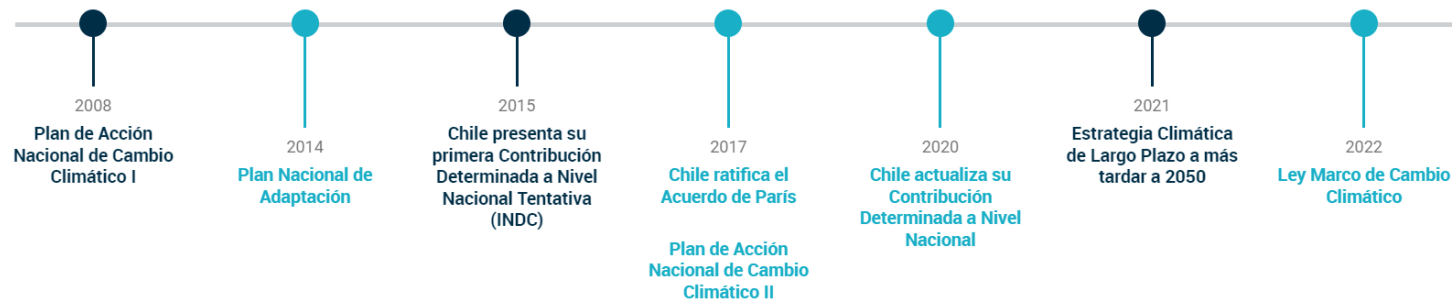 2008
Plan de Acción
Nacional de Cambio
Climático I
2014
Plan Nacional de
Adaptación
2015
Chile presenta su
primera Contribución
Determinada a Nivel
Nacional Tentativa
(INDC)
2017
Chile ratifica el
Acuerdo de París
Plan de Acción
Nacional de Cambio
Climático II
2020
Chile actualiza su
Contribución
Determinada a Nivel
Nacional
2021
Estrategia Climática
de Largo Plazo a más
tardar a 2050
2022
Ley Marco de Cambio
Climático